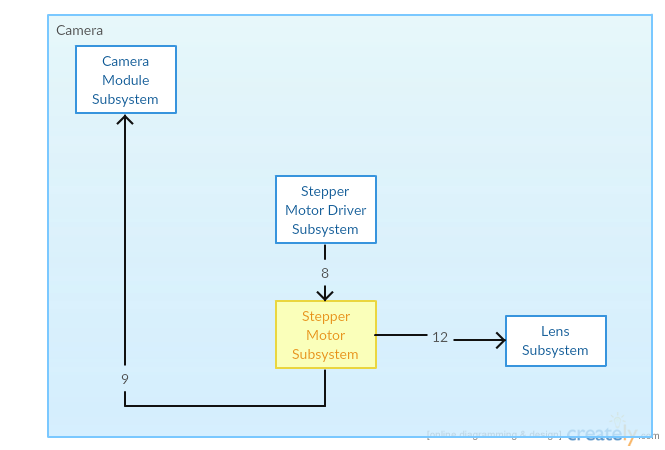 Camera
Camera
Module
Subsystem
Stepper
Motor Driver
Subsystem
8
Stepper
Motor
Subsystem
12
Lens
Subsystem
9
[online diagramming & design] creately.com